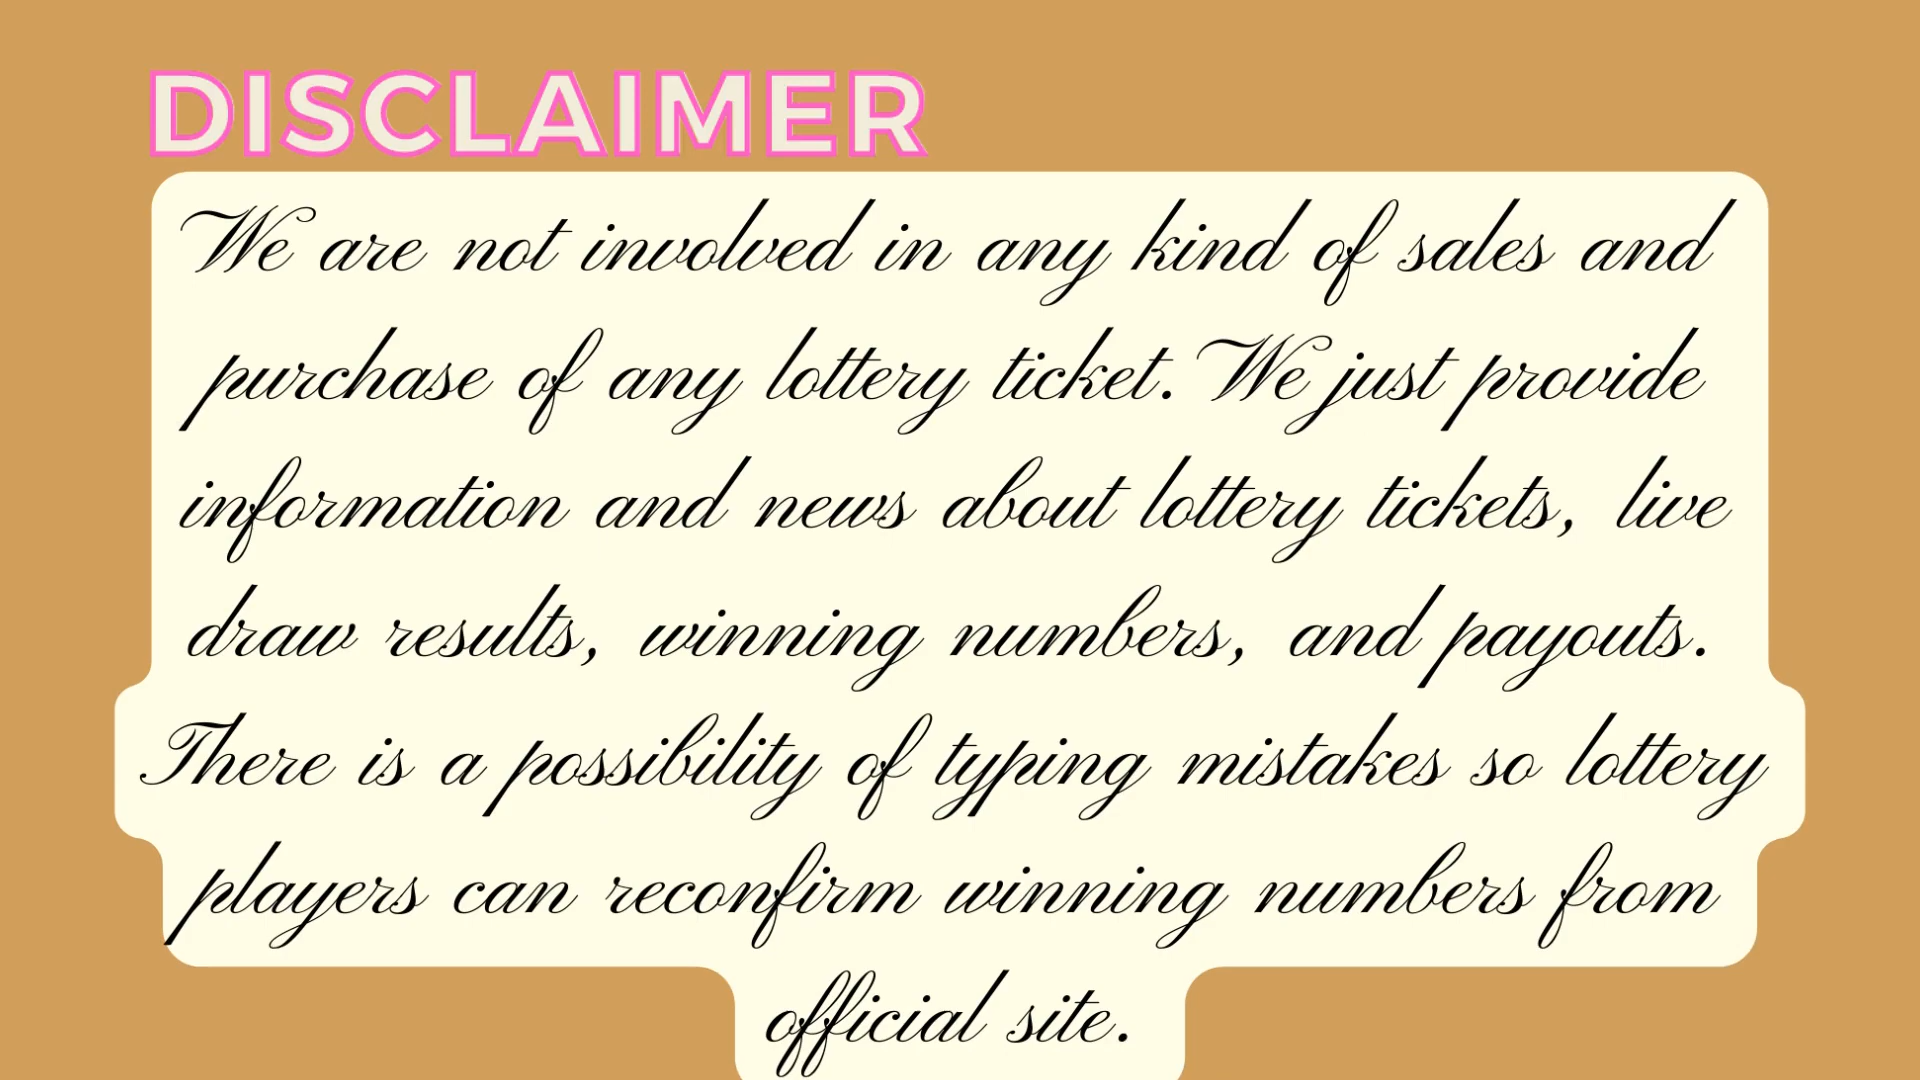 DISCLAIMER
We are not involved in any kind of sales and
purchase of any lottery ticket. We just provide
information and news about lottery tickets, live
draw results, winning numbers, and payouts.
There is a possibility of typing mistakes so lottery
players can reconfirm winning numbers from
official site.